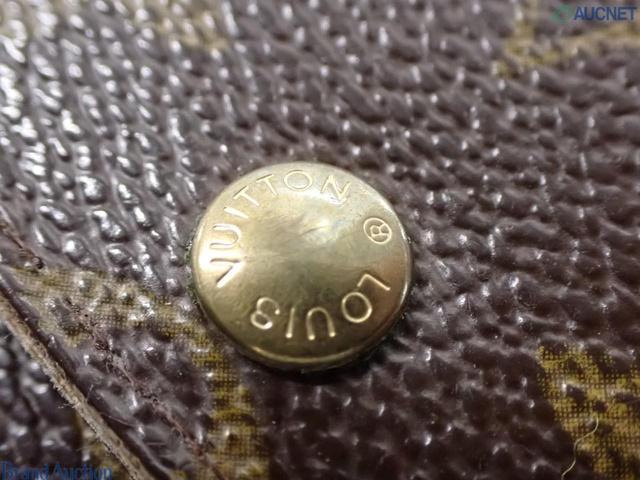 AUCNET
LOUIS VUITTON ®
Brand Auction